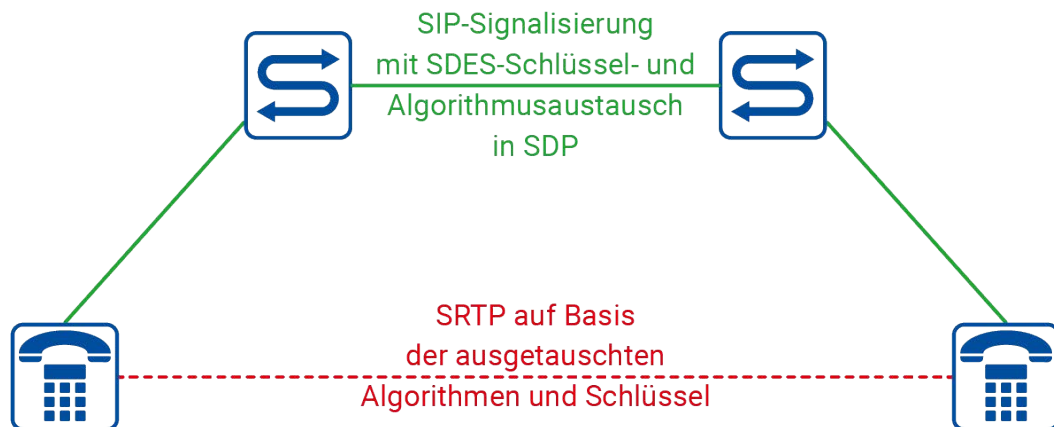 SIP-Signalisierung
mit SDES-Schlüssel- und
Algorithmusaustausch
in SDP
SRTP auf Basis
der ausgetauschten
Algorithmen und Schlüssel